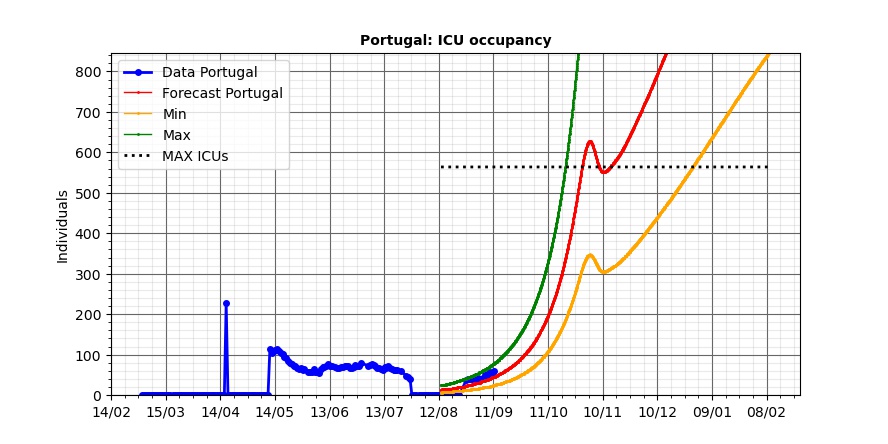 Portugal: ICU occupancy
Individuals
800
700
600
500
400
300
200
100
0
Data Portugal
Forecast Portugal
Min
Max
MAX ICUs
14/02 15/03 14/04 14/05 13/06 13/07 12/08 11/09 11/10 10/11 10/12 09/01 08/02